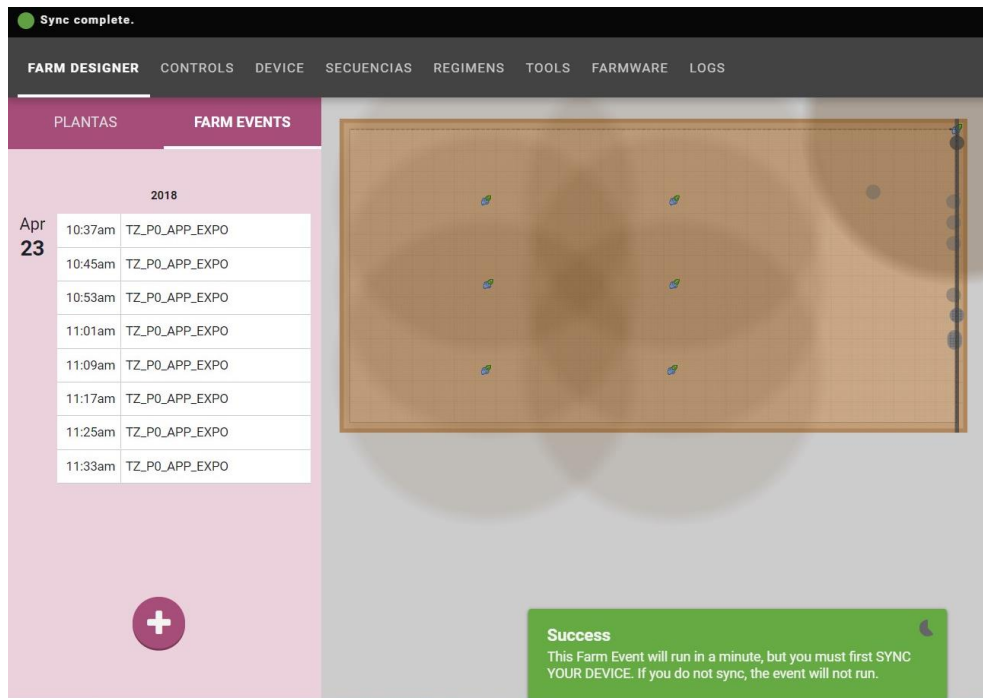 Sync complete.
FARM DESIGNER CONTROLS DEVICE SECUENCIAS REGIMENS TOOLS FARMWARE LOGS
PLANTAS FARM EVENTS
2018
Apr
23
10:37am TZ_P0_APP_EXPO
10:45am TZ_P0_APP_EXPO
10:53am TZ_P0_APP_EXPO
11:01am TZ_P0_APP_EXPO
11:09am TZ_P0_APP_EXPO
11:17am TZ_P0_APP_EXPO
11:25am TZ_P0_APP_EXPO
11:33am TZ_P0_APP_EXPO
Success
This Farm Event will run in a minute, but you must first SYNC
YOUR DEVICE. If you do not sync, the event will not run.